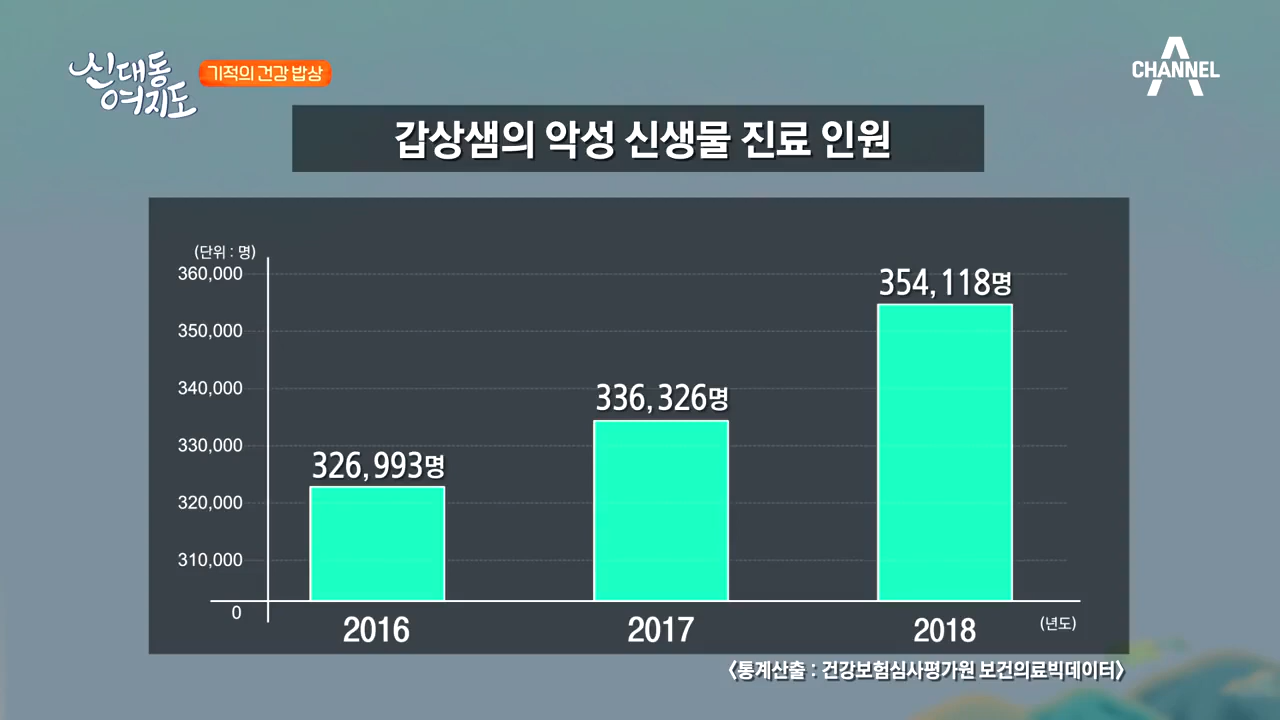 신대동
여지도
기적의 건강 밥상
CHANNEL A
갑상샘의 악성 신생물 진료 인원
(단위 : 명)
360,000
350,000
340,000
330,000
320,000
310,000
0
326,993명
336,326명
354,118명
2016
2017
2018
(년도)
〈통계산출 : 건강보험심사평가원 보건의료빅데이터〉